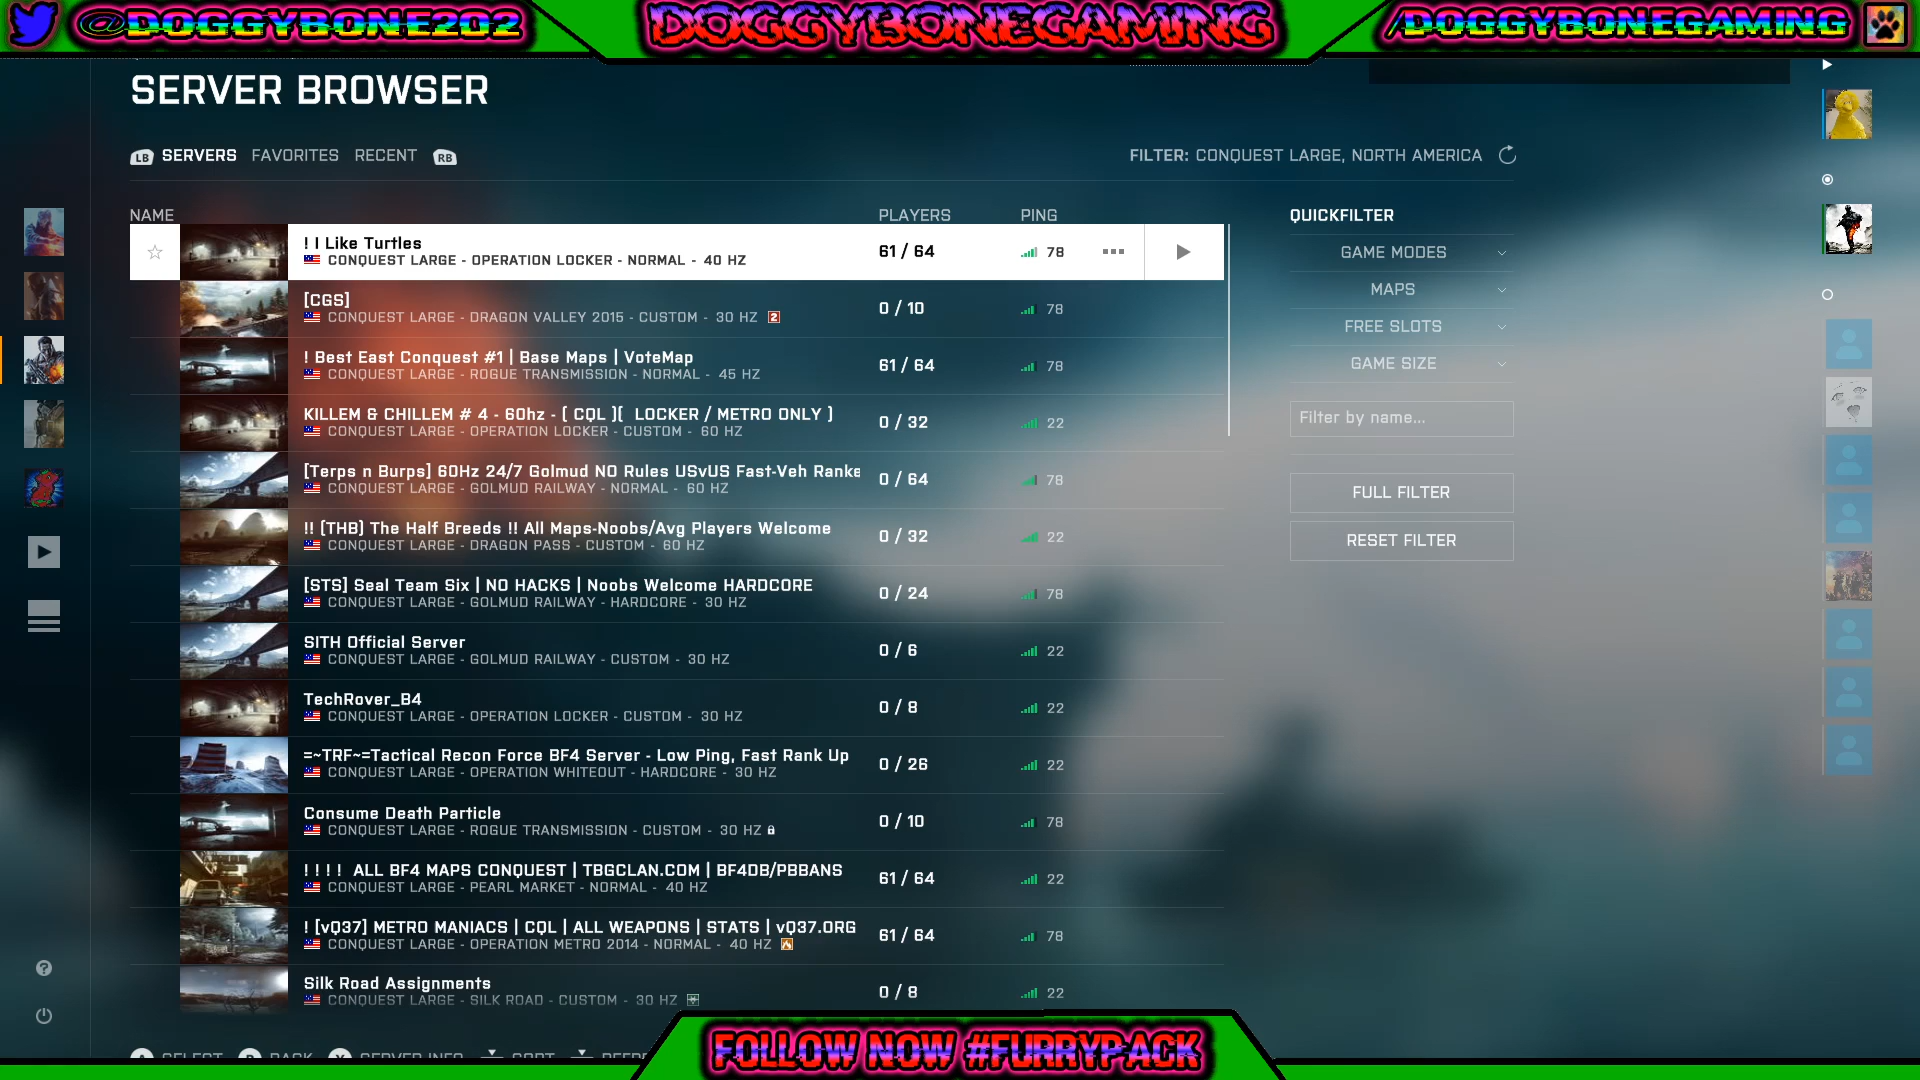 @DOGGYBONE202
DOGGYBONEGAMING
/DOGGYBONEGAMING
SERVER BROWSER
LB SERVERS FAVORITES RECENT RB
FILTER: CONQUEST LARGE, NORTH AMERICA
NAME PLAYERS PING
! I Like Turtles
CONQUEST LARGE - OPERATION LOCKER - NORMAL - 40 HZ
61 / 64 78
[CGS]
CONQUEST LARGE - DRAGON VALLEY 2015 - CUSTOM - 30 HZ 2
0 / 10 78
! Best East Conquest #1 | Base Maps | VoteMap
CONQUEST LARGE - ROGUE TRANSMISSION - NORMAL - 45 HZ
61 / 64 78
KILLEM & CHILLEM # 4 - 60hz - [ CQL ][ LOCKER / METRO ONLY ]
CONQUEST LARGE - OPERATION LOCKER - CUSTOM - 60 HZ
0 / 32 22
[Terps n Burps] 60Hz 24/7 Golmud NO Rules USvUS Fast-Veh Ranke
CONQUEST LARGE - GOLMUD RAILWAY - NORMAL - 60 HZ
0 / 64 78
!! [THB] The Half Breeds !! All Maps-Noobs/Avg Players Welcome
CONQUEST LARGE - DRAGON PASS - CUSTOM - 60 HZ
0 / 32 22
[STS] Seal Team Six | NO HACKS | Noobs Welcome HARDCORE
CONQUEST LARGE - GOLMUD RAILWAY - HARDCORE - 30 HZ
0 / 24 78
SITH Official Server
CONQUEST LARGE - GOLMUD RAILWAY - CUSTOM - 30 HZ
0 / 6 22
TechRover_B4
CONQUEST LARGE - OPERATION LOCKER - CUSTOM - 30 HZ
0 / 8 22
=~TRF~=Tactical Recon Force BF4 Server - Low Ping, Fast Rank Up
CONQUEST LARGE - OPERATION WHITEOUT - HARDCORE - 30 HZ
0 / 26 22
Consume Death Particle
CONQUEST LARGE - ROGUE TRANSMISSION - CUSTOM - 30 HZ
0 / 10 78
! ! ! ! ALL BF4 MAPS CONQUEST | TBGCLAN.COM | BF4DB/PBBANS
CONQUEST LARGE - PEARL MARKET - NORMAL - 40 HZ
61 / 64 22
! [vQ37] METRO MANIACS | CQL | ALL WEAPONS | STATS | vQ37.ORG
CONQUEST LARGE - OPERATION METRO 2014 - NORMAL - 40 HZ
61 / 64 78
Silk Road Assignments
CONQUEST LARGE - SILK ROAD - CUSTOM - 30 HZ
0 / 8 22
QUICKFILTER
GAME MODES
MAPS
FREE SLOTS
GAME SIZE
Filter by name...
FULL FILTER
RESET FILTER
SELECT BACK SERVER INFO SORT
FOLLOW NOW #FURRYPACK